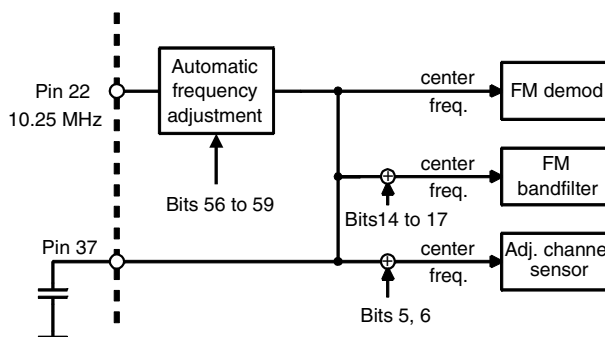 Pin 22
10.25 MHz
Automatic
frequency
adjustment
Bits 56 to 59
center
freq.
FM demod
center
freq.
FM
bandfilter
Bits14 to 17
Pin 37
center
freq.
Adj. channel
sensor
Bits 5, 6